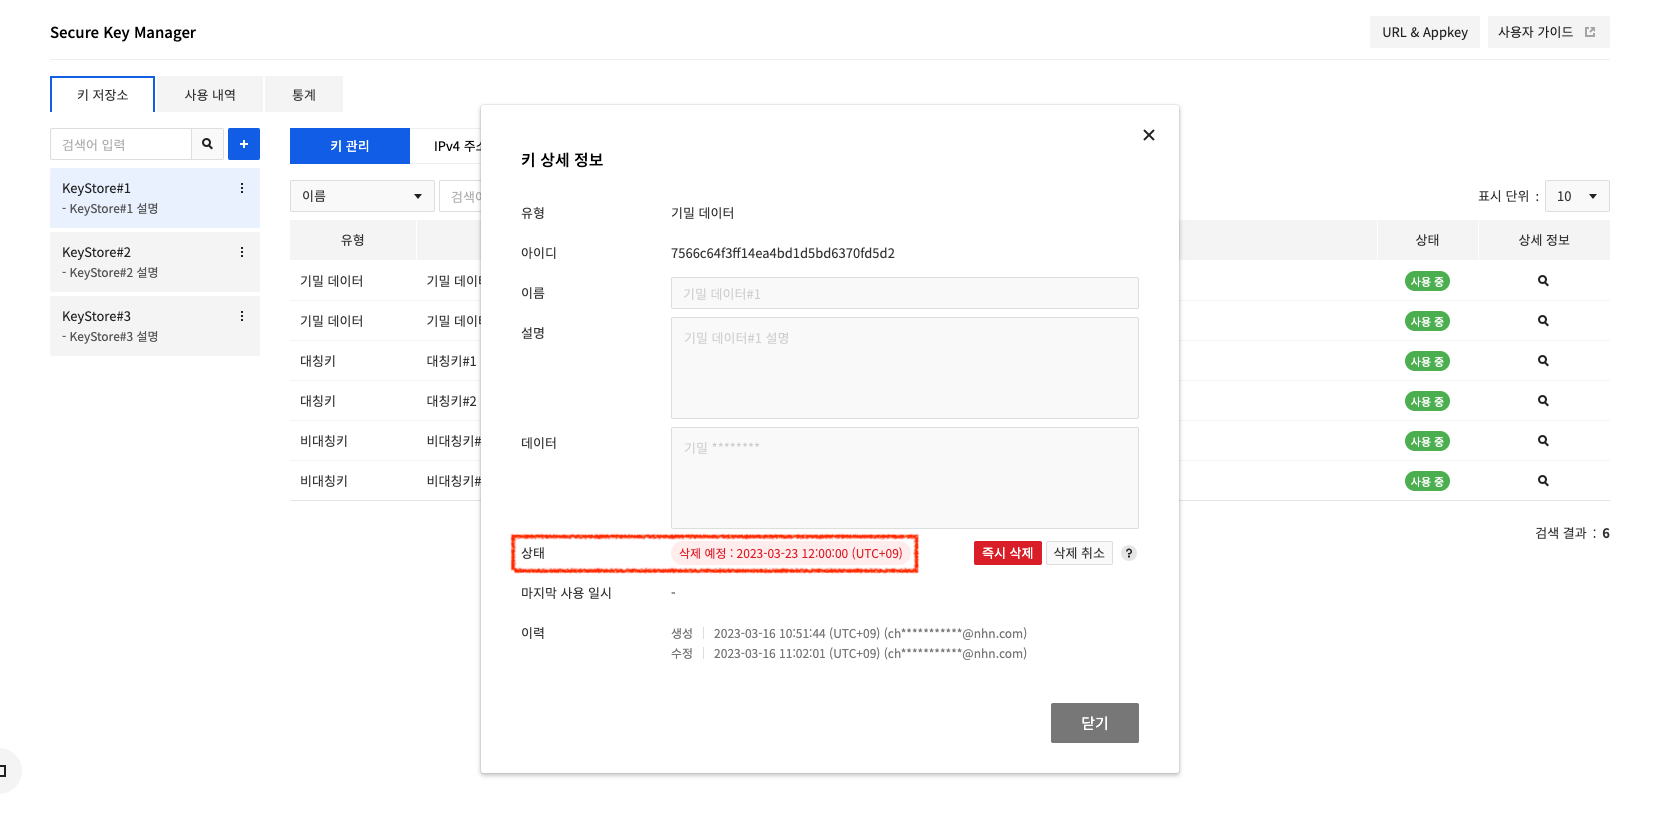 Secure Key Manager
URL & Appkey
사용자 가이드
키 저장소
사용 내역
통계
검색어 입력
+
KeyStore#1
- KeyStore#1 설명
KeyStore#2
- KeyStore#2 설명
KeyStore#3
- KeyStore#3 설명
키 관리
IPv4 주소
이름
검색어
표시 단위 : 10
유형
상태
상세 정보
기밀 데이터 기밀 데이터 사용 중
기밀 데이터 기밀 데이터 사용 중
대칭키 대칭키#1 사용 중
대칭키 대칭키#2 사용 중
비대칭키 비대칭키# 사용 중
비대칭키 비대칭키# 사용 중
검색 결과 : 6
키 상세 정보
유형 기밀 데이터
아이디 7566c64f3ff14ea4bd1d5bd6370fd5d2
이름 기밀 데이터#1
설명 기밀 데이터#1 설명
데이터 기밀 ********
상태 삭제 예정 : 2023-03-23 12:00:00 (UTC+09) 즉시 삭제 삭제 취소 ?
마지막 사용 일시 -
이력 생성 2023-03-16 10:51:44 (UTC+09) (ch***********@nhn.com)
수정 2023-03-16 11:02:01 (UTC+09) (ch***********@nhn.com)
닫기